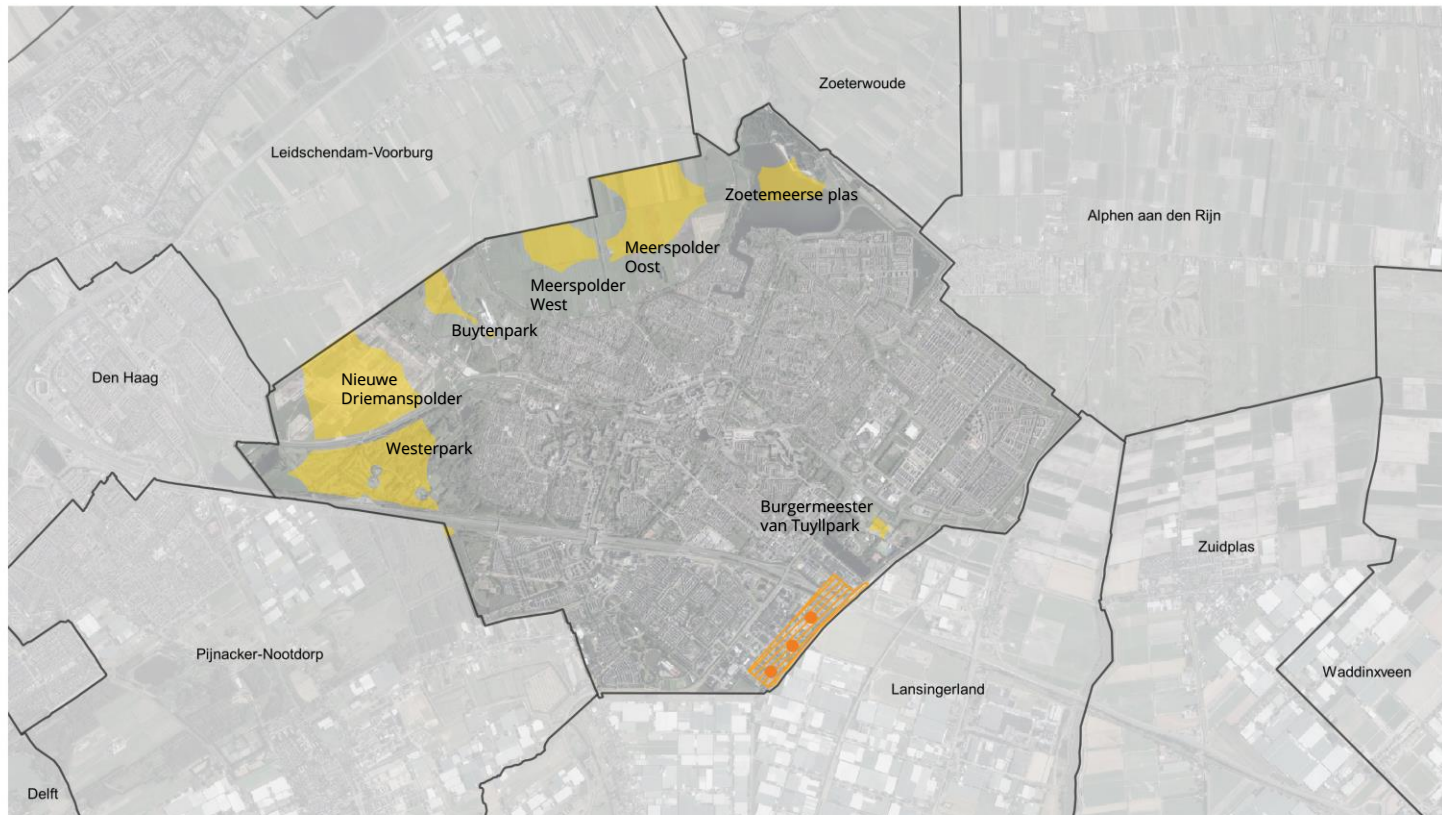 Zoeterwoude
Leidschendam-Voorburg
Zoetemeerse plas
Alphen aan den Rijn
Meerspolder
Oost
Meerspolder
West
Buytenpark
Den Haag
Nieuwe
Driemanspolder
Westerpark
Burgermeester
van Tuyllpark
Zuidplas
Pijnacker-Nootdorp
Waddinxveen
Lansingerland
Delft